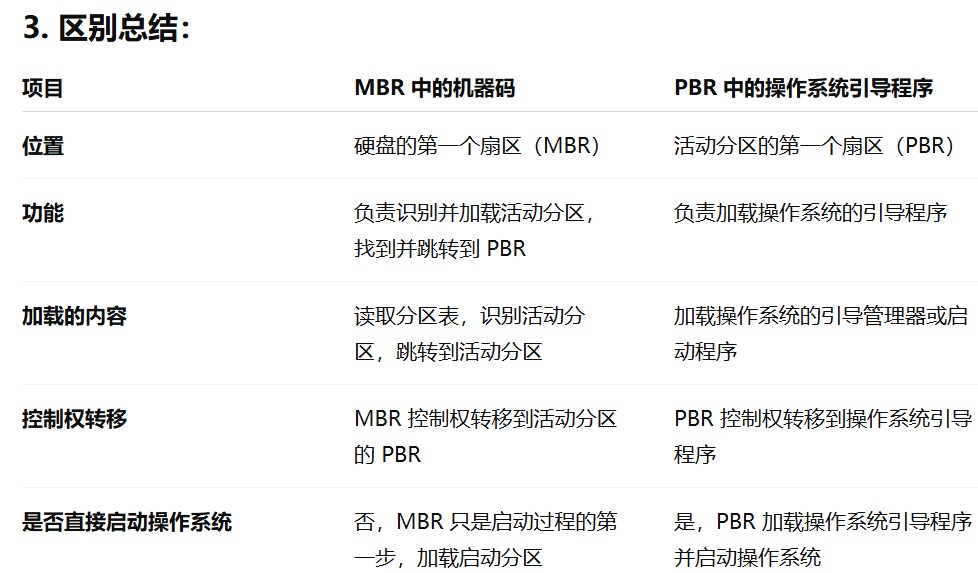 3. 区别总结：
项目 MBR 中的机器码 PBR 中的操作系统引导程序
位置 硬盘的第一个扇区（MBR） 活动分区的第一个扇区（PBR）
功能 负责识别并加载活动分区， 负责加载操作系统的引导程序
找到并跳转到 PBR
加载的内容 读取分区表，识别活动分 加载操作系统的引导管理器或启
区，跳转到活动分区 动程序
控制权转移 MBR 控制权转移到活动分区 PBR 控制权转移到操作系统引导
的 PBR 程序
是否直接启动操作系统 否，MBR 只是启动过程的第 是，PBR 加载操作系统引导程序
一步，加载启动分区 并启动操作系统